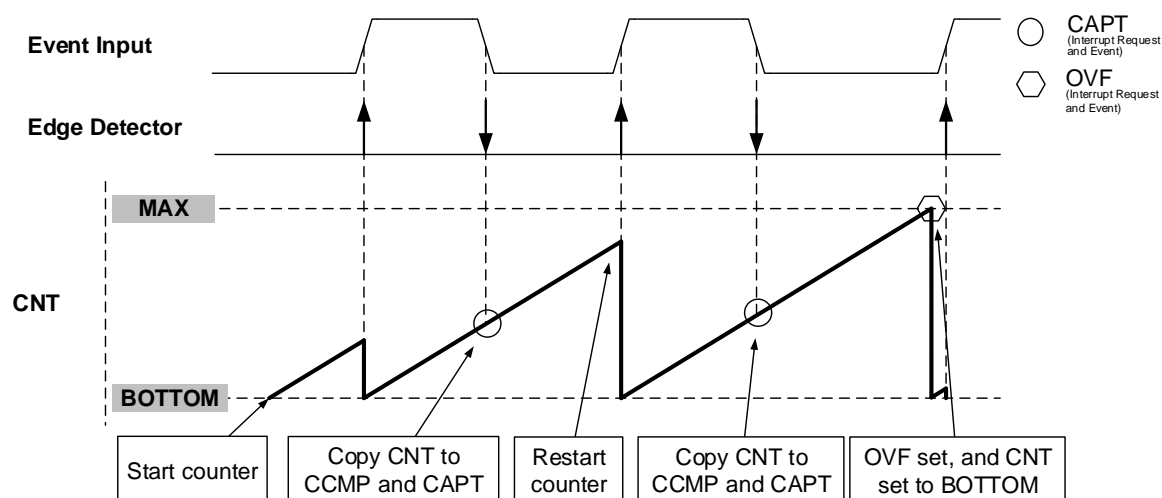 Event Input
CAPT
(Interrupt Request
and Event)
OVF
(Interrupt Request
and Event)
Edge Detector
MAX
CNT
BOTTOM
Start counter
Copy CNT to
CCMP and CAPT
Restart
counter
Copy CNT to
CCMP and CAPT
OVF set, and CNT
set to BOTTOM